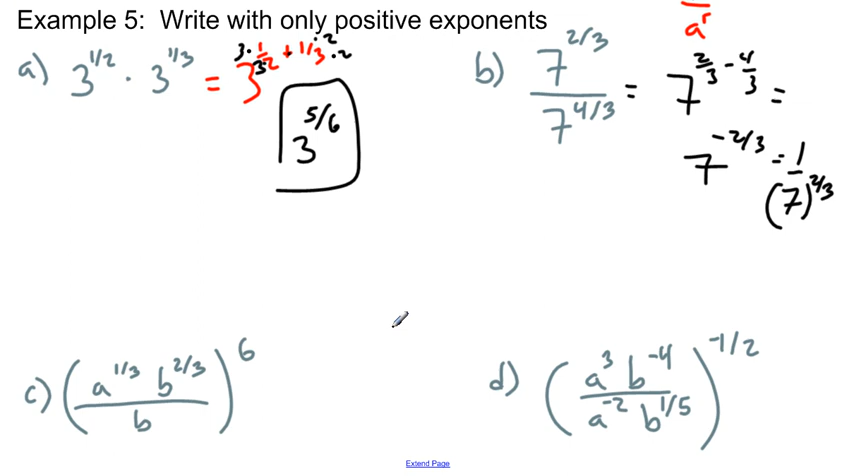 Example 5: Write with only positive exponents
a^r
a) 3^{1/2} · 3^{1/3} = 3^{3·1/3·2 + 1/3·2·2}
3^{5/6}
b) 7^{2/3} / 7^{4/3} = 7^{2/3 - 4/3} =
7^{-2/3} = 1/(7)^{2/3}
c) (a^{1/3} b^{2/3} / b)^6
d) (a^3 b^{-4} / a^{-2} b^{1/5})^{-1/2}
Extend Page